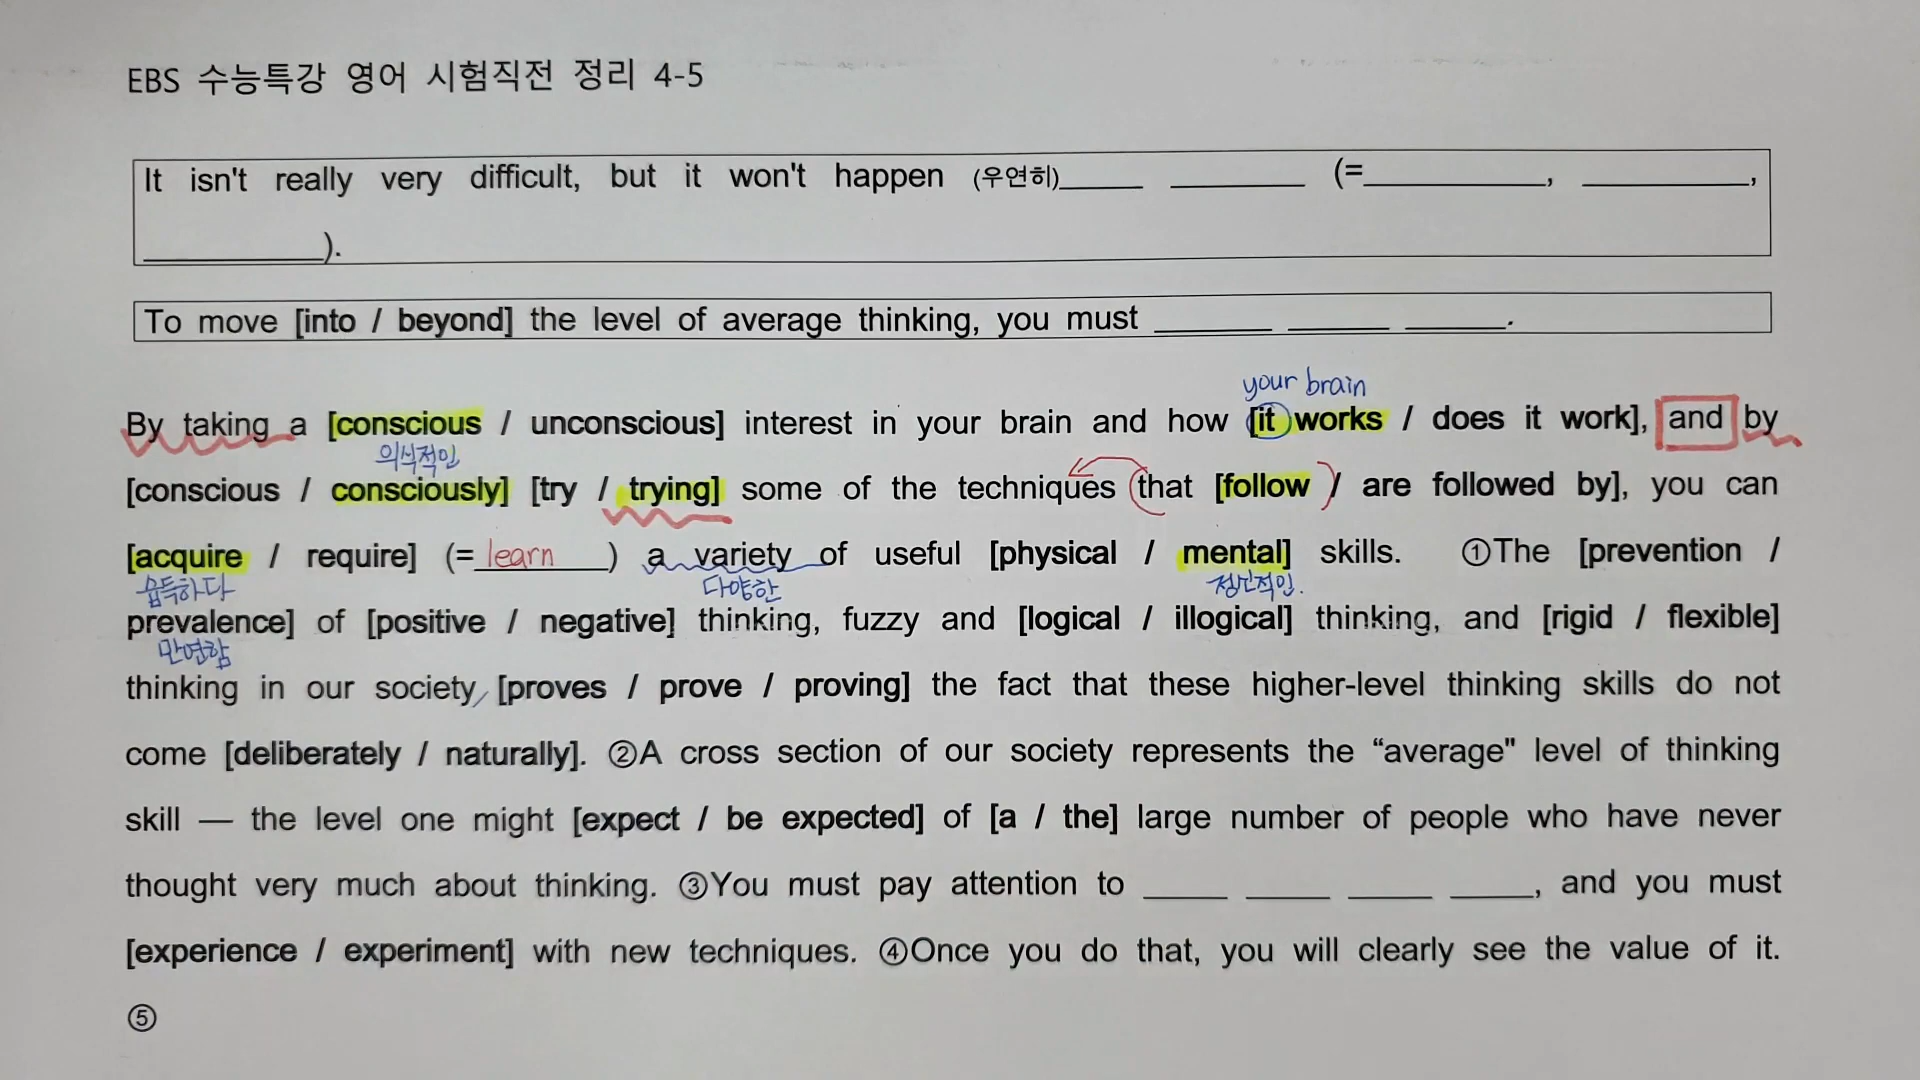 EBS 수능특강 영어 시험직전 정리 4-5
It isn't really very difficult, but it won't happen (우연히)_____ ________ (=___________, __________,
___________).
To move [into / beyond] the level of average thinking, you must _______ ______ ______.
your brain
By taking a [conscious / unconscious] interest in your brain and how [it works / does it work], and by
의식적인
[conscious / consciously] [try / trying] some of the techniques that [follow / are followed by], you can
[acquire / require] (= learn ) a variety of useful [physical / mental] skills. ①The [prevention /
습득하다 다양한 정신적인.
prevalence] of [positive / negative] thinking, fuzzy and [logical / illogical] thinking, and [rigid / flexible]
만연함
thinking in our society, [proves / prove / proving] the fact that these higher-level thinking skills do not
come [deliberately / naturally]. ②A cross section of our society represents the “average" level of thinking
skill — the level one might [expect / be expected] of [a / the] large number of people who have never
thought very much about thinking. ③You must pay attention to _____ _____ _____ _____, and you must
[experience / experiment] with new techniques. ④Once you do that, you will clearly see the value of it.
⑤